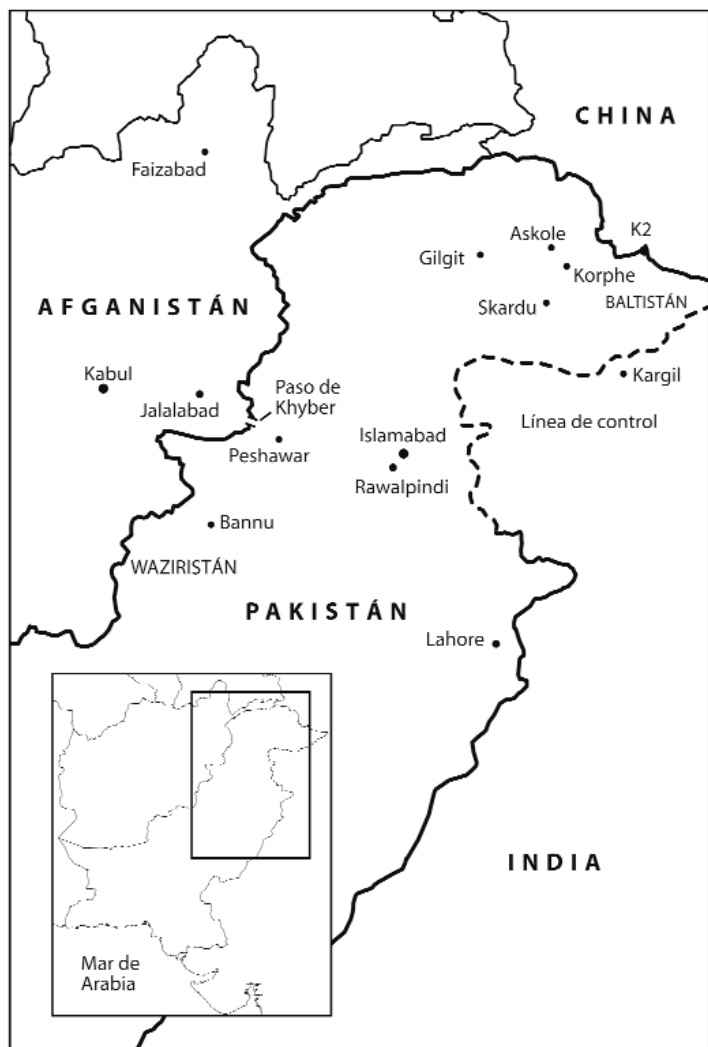 CHINA
Faizabad
K2
Askole
Gilgit
Korphe
AFGANISTÁN
Skardu
BALTISTÁN
Kabul
Jalalabad
Paso de
Khyber
Kargil
Línea de control
Islamabad
Peshawar
Rawalpindi
Bannu
WAZIRISTÁN
PAKISTÁN
Lahore
INDIA
Mar de
Arabia